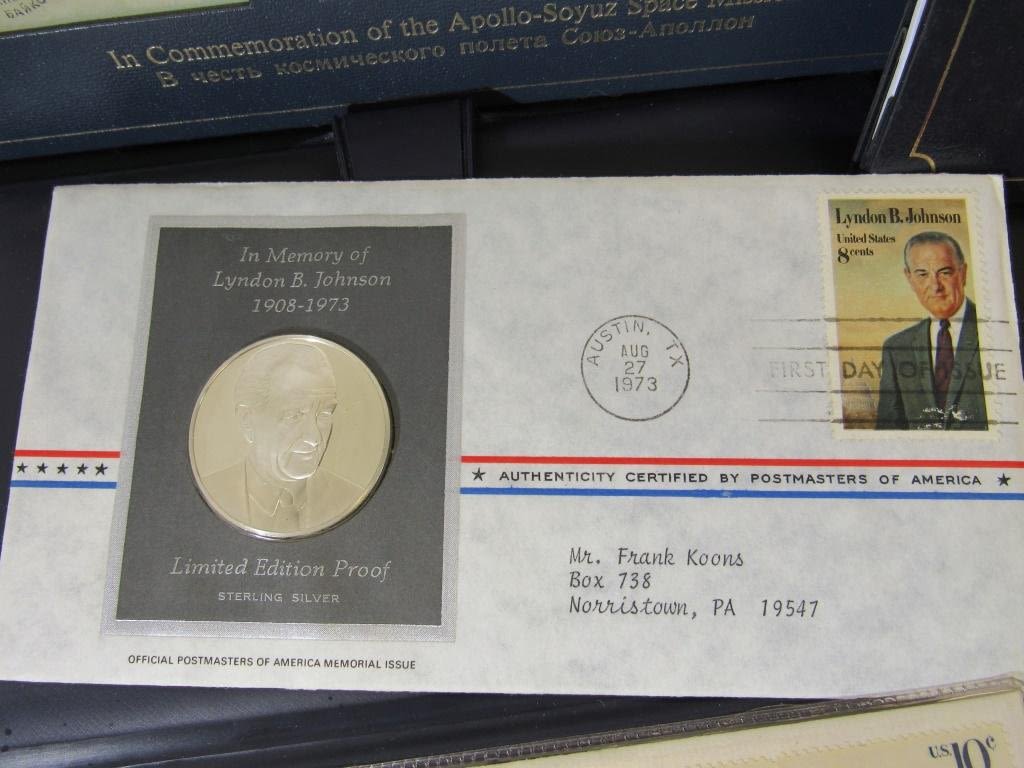 БАЙКО
In Commemoration of the Apollo-Soyuz Space Missi
В честь космического полета Союз-Аполлон
In Memory of
Lyndon B. Johnson
1908-1973
Limited Edition Proof
STERLING SILVER
OFFICIAL POSTMASTERS OF AMERICA MEMORIAL ISSUE
AUSTIN, TX
AUG
27
1973
Lyndon B. Johnson
United States
8 cents
FIRST DAY OF ISSUE
★ ★ ★ ★ ★
★ AUTHENTICITY CERTIFIED BY POSTMASTERS OF AMERICA ★
Mr. Frank Koons
Box 738
Norristown, PA 19547
U.S. 10c